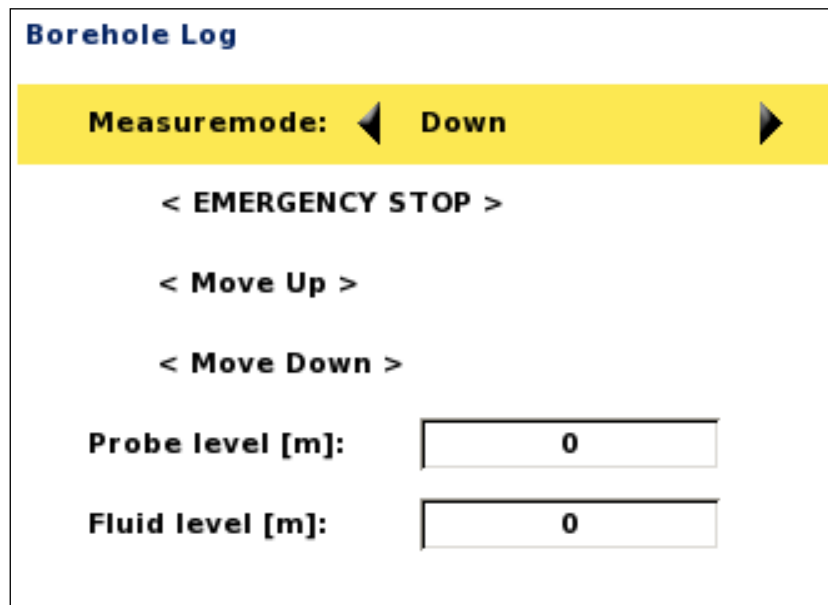 Borehole Log
Measuremode: Down
< EMERGENCY STOP >
< Move Up >
< Move Down >
Probe level [m]: 0
Fluid level [m]: 0